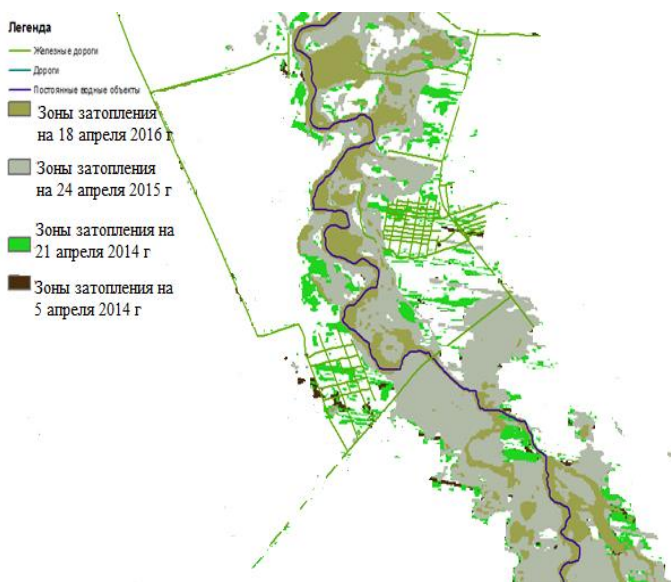 Легенда
Железные дороги
Дороги
Постоянные водные объекты
Зоны затопления
на 18 апреля 2016 г
Зоны затопления
на 24 апреля 2015 г
Зоны затопления на
21 апреля 2014 г
Зоны затопления на
5 апреля 2014 г